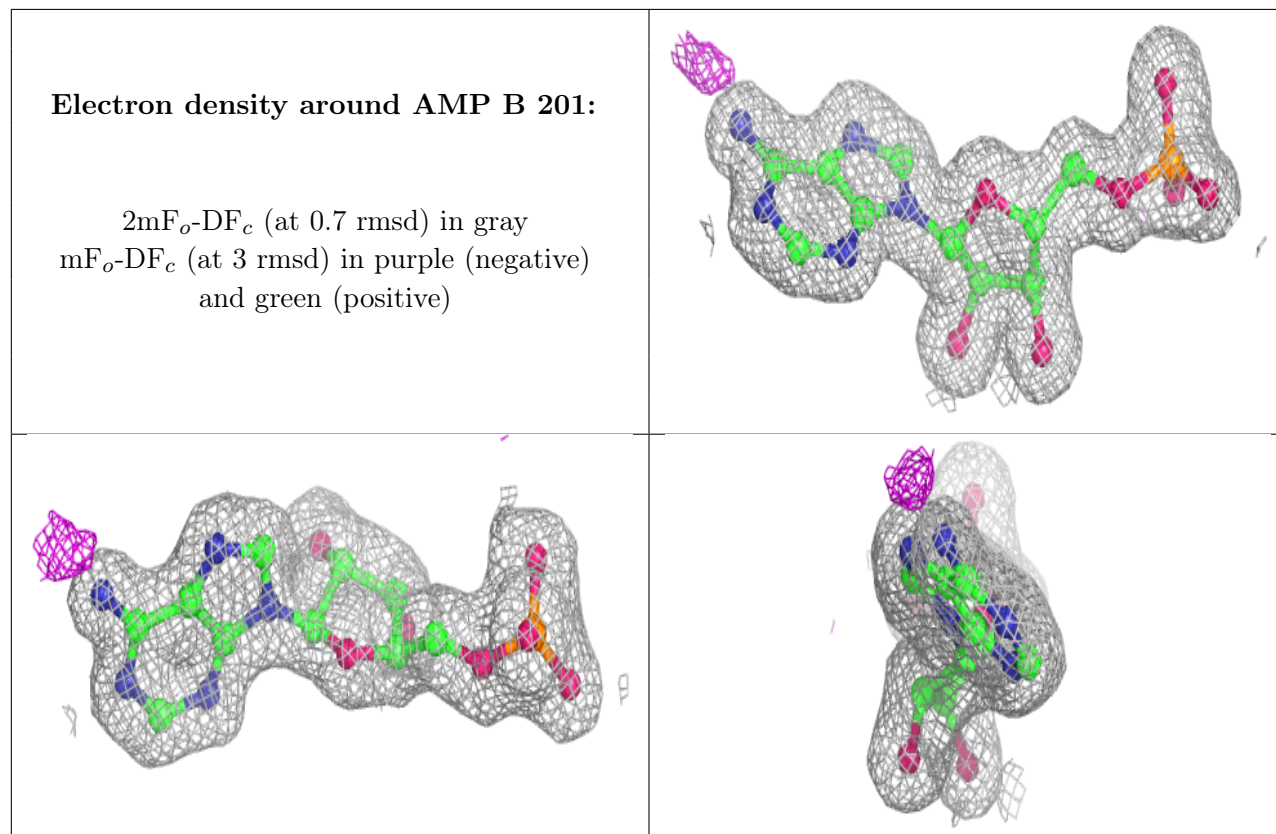 Electron density around AMP B 201:
2mFo-DFc (at 0.7 rmsd) in gray
mFo-DFc (at 3 rmsd) in purple (negative)
and green (positive)